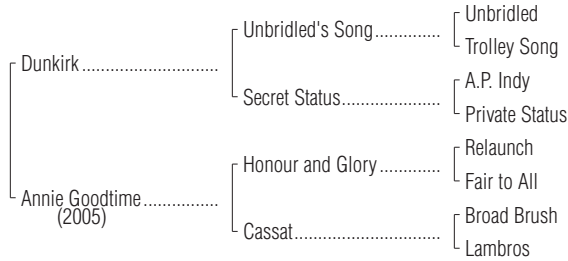 Unbridled
Unbridled's Song..............
Trolley Song
Dunkirk.............................
A.P. Indy
Secret Status.....................
Private Status
Relaunch
Honour and Glory.............
Fair to All
Annie Goodtime................
(2005)
Broad Brush
Cassat...............................
Lambros